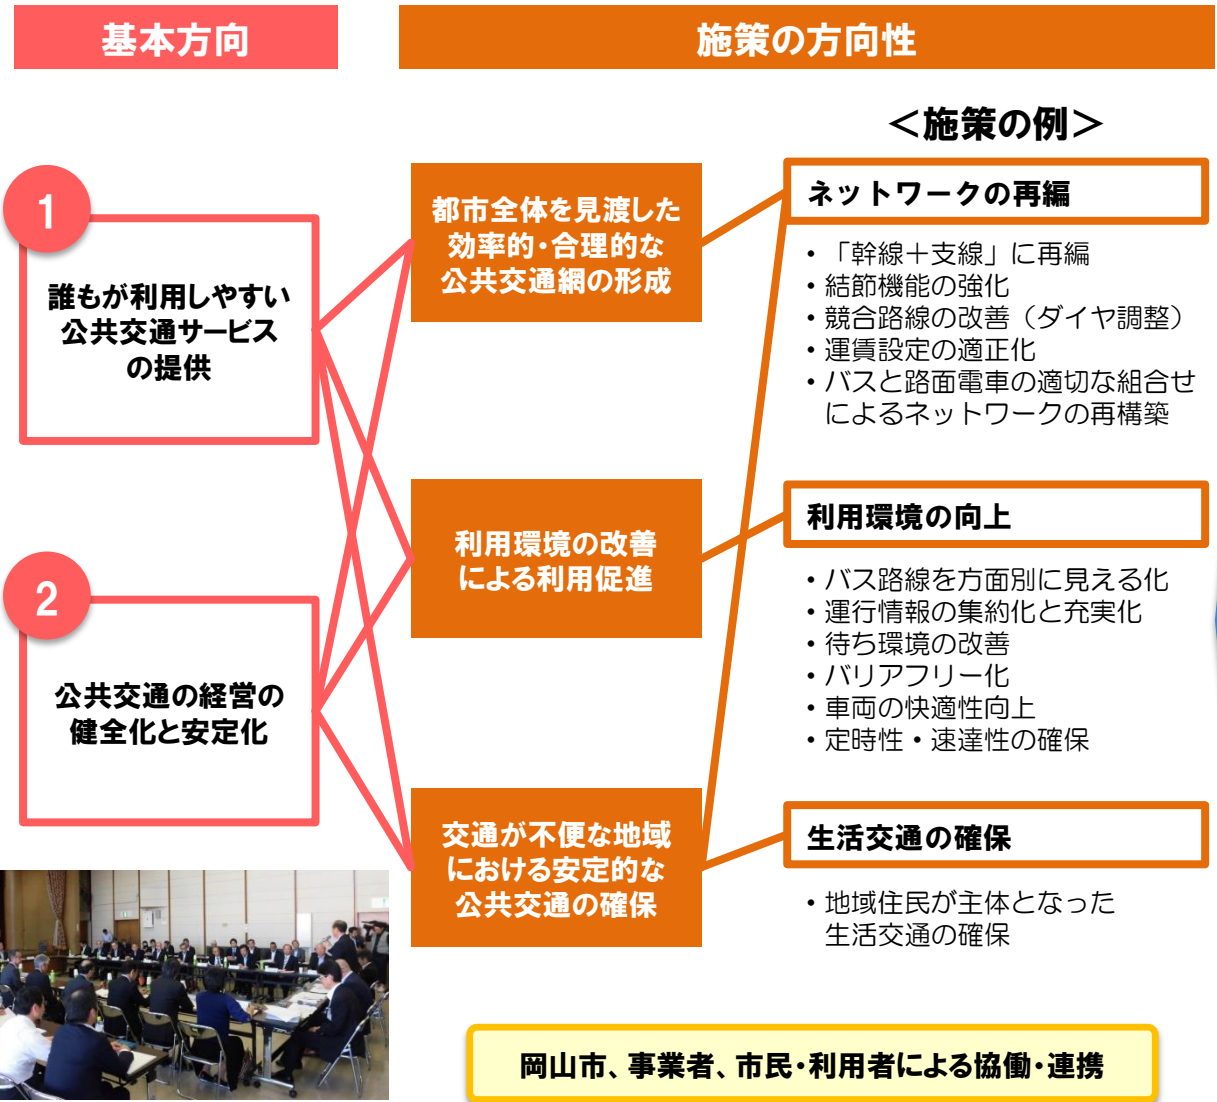 基本方向
施策の方向性
＜施策の例＞
1
誰もが利用しやすい
公共交通サービス
の提供
2
公共交通の経営の
健全化と安定化
都市全体を見渡した
効率的・合理的な
公共交通網の形成
利用環境の改善
による利用促進
交通が不便な地域
における安定的な
公共交通の確保
ネットワークの再編
・「幹線＋支線」に再編
・結節機能の強化
・競合路線の改善（ダイヤ調整）
・運賃設定の適正化
・バスと路面電車の適切な組合せ
によるネットワークの再構築
利用環境の向上
・バス路線を方面別に見える化
・運行情報の集約化と充実化
・待ち環境の改善
・バリアフリー化
・車両の快適性向上
・定時性・速達性の確保
生活交通の確保
・地域住民が主体となった
生活交通の確保
岡山市、事業者、市民・利用者による協働・連携